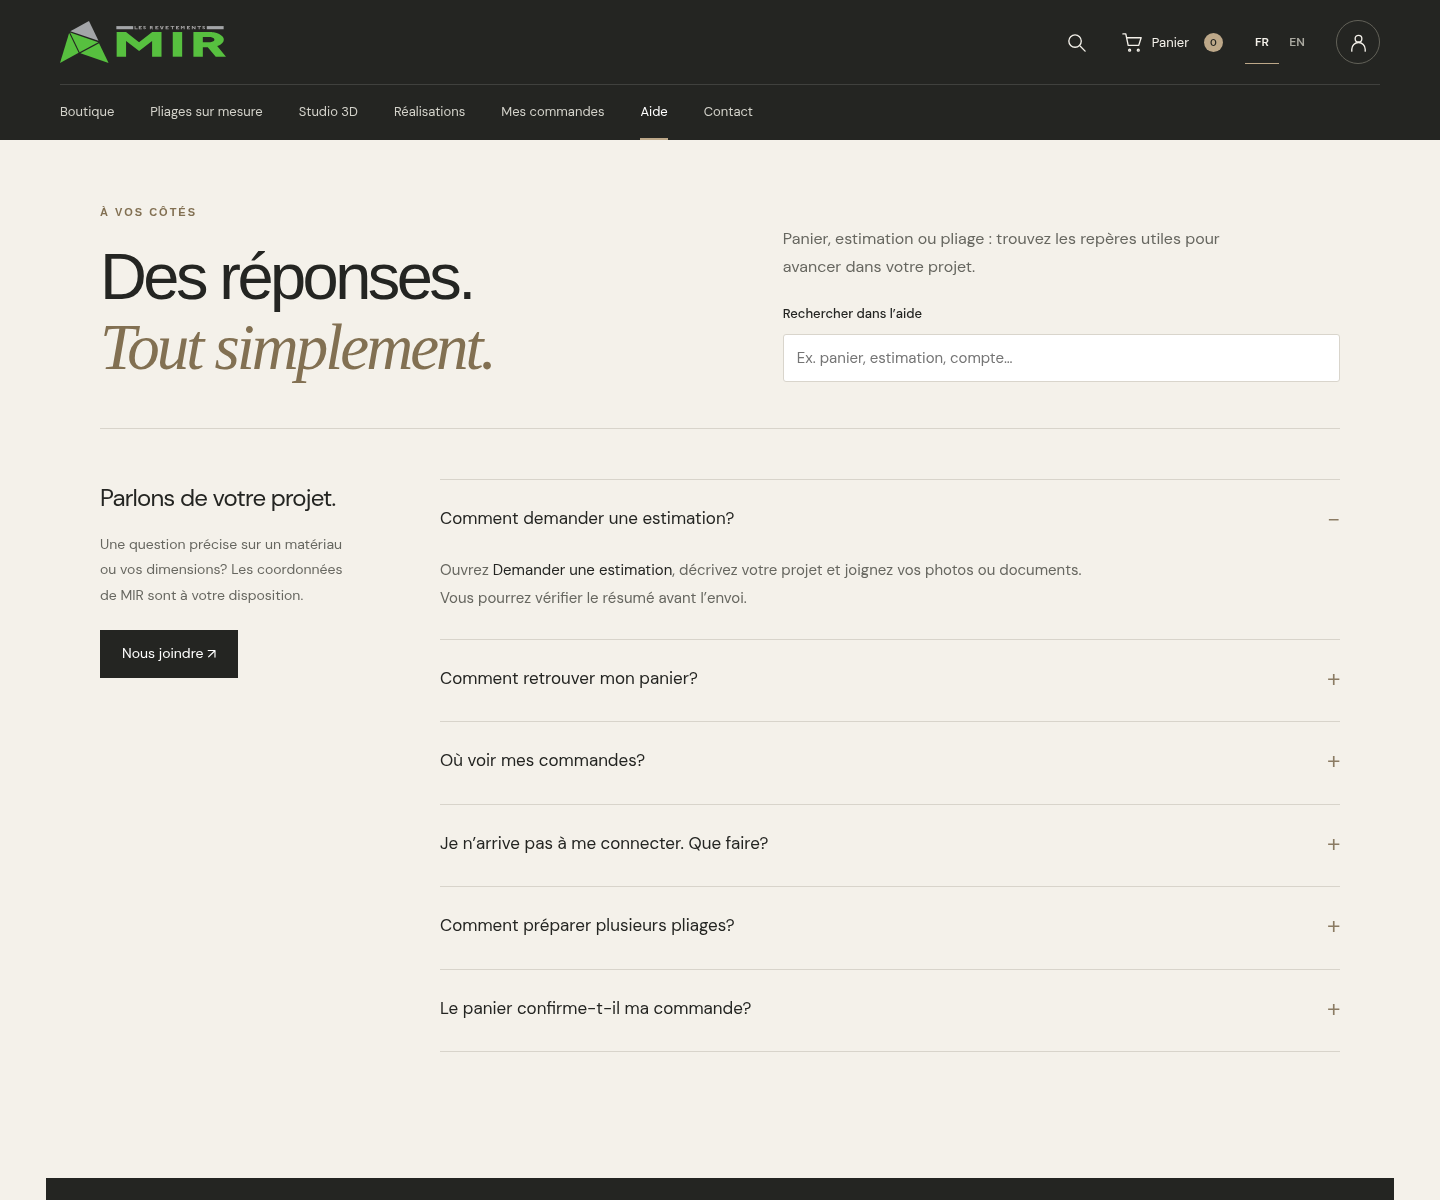 LES REVÊTEMENTS
MIR
Panier 0 FR EN
Boutique Pliages sur mesure Studio 3D Réalisations Mes commandes Aide Contact
À VOS CÔTÉS
Des réponses.
Tout simplement.
Panier, estimation ou pliage : trouvez les repères utiles pour
avancer dans votre projet.
Rechercher dans l’aide
Ex. panier, estimation, compte…
Parlons de votre projet.
Une question précise sur un matériau
ou vos dimensions? Les coordonnées
de MIR sont à votre disposition.
Nous joindre ↗
Comment demander une estimation? −
Ouvrez Demander une estimation, décrivez votre projet et joignez vos photos ou documents.
Vous pourrez vérifier le résumé avant l’envoi.
Comment retrouver mon panier? +
Où voir mes commandes? +
Je n’arrive pas à me connecter. Que faire? +
Comment préparer plusieurs pliages? +
Le panier confirme-t-il ma commande? +